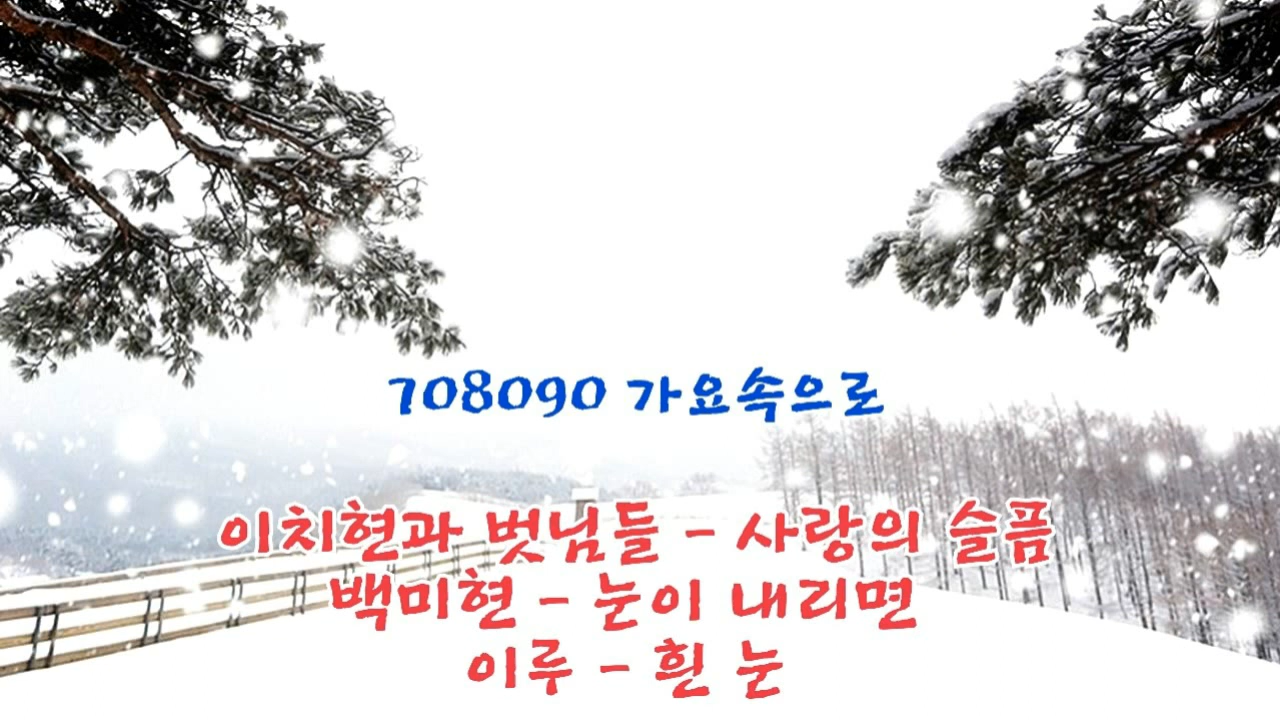 708090 가요속으로
이치현과 벗님들 - 사랑의 슬픔
백미현 - 눈이 내리면
이루 - 흰 눈